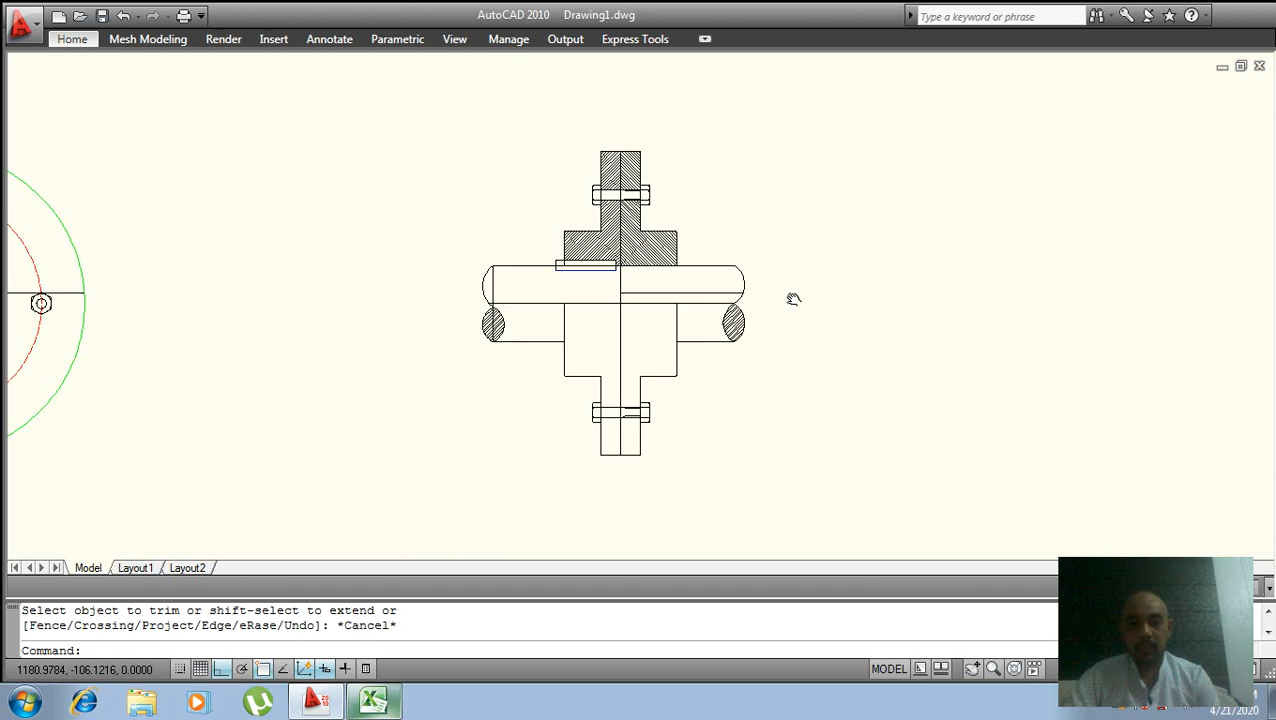 AutoCAD 2010 Drawing1.dwg
Type a keyword or phrase
Home Mesh Modeling Render Insert Annotate Parametric View Manage Output Express Tools
Model Layout1 Layout2
Select object to trim or shift-select to extend or
[Fence/Crossing/Project/Edge/eRase/Undo]: *Cancel*
Command:
1180.9784, -106.1216, 0.0000
MODEL
4/21/2020